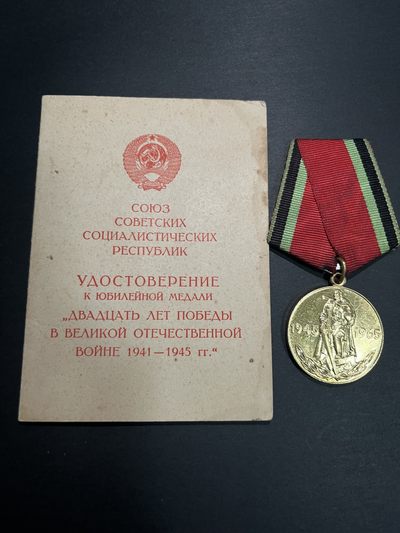 СОЮЗ
СОВЕТСКИХ
СОЦИАЛИСТИЧЕСКИХ
РЕСПУБЛИК
УДОСТОВЕРЕНИЕ
К ЮБИЛЕЙНОЙ МЕДАЛИ
„ДВАДЦАТЬ ЛЕТ ПОБЕДЫ
В ВЕЛИКОЙ ОТЕЧЕСТВЕННОЙ
ВОЙНЕ 1941—1945 гг.“
1945 1965